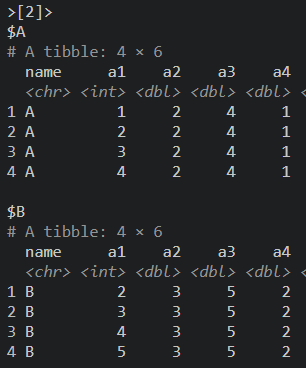 >[2]>
$A
# A tibble: 4 × 6
name a1 a2 a3 a4
<chr> <int> <dbl> <dbl> <dbl> <
1 A 1 2 4 1
2 A 2 2 4 1
3 A 3 2 4 1
4 A 4 2 4 1
$B
# A tibble: 4 × 6
name a1 a2 a3 a4
<chr> <int> <dbl> <dbl> <dbl> <
1 B 2 3 5 2
2 B 3 3 5 2
3 B 4 3 5 2
4 B 5 3 5 2